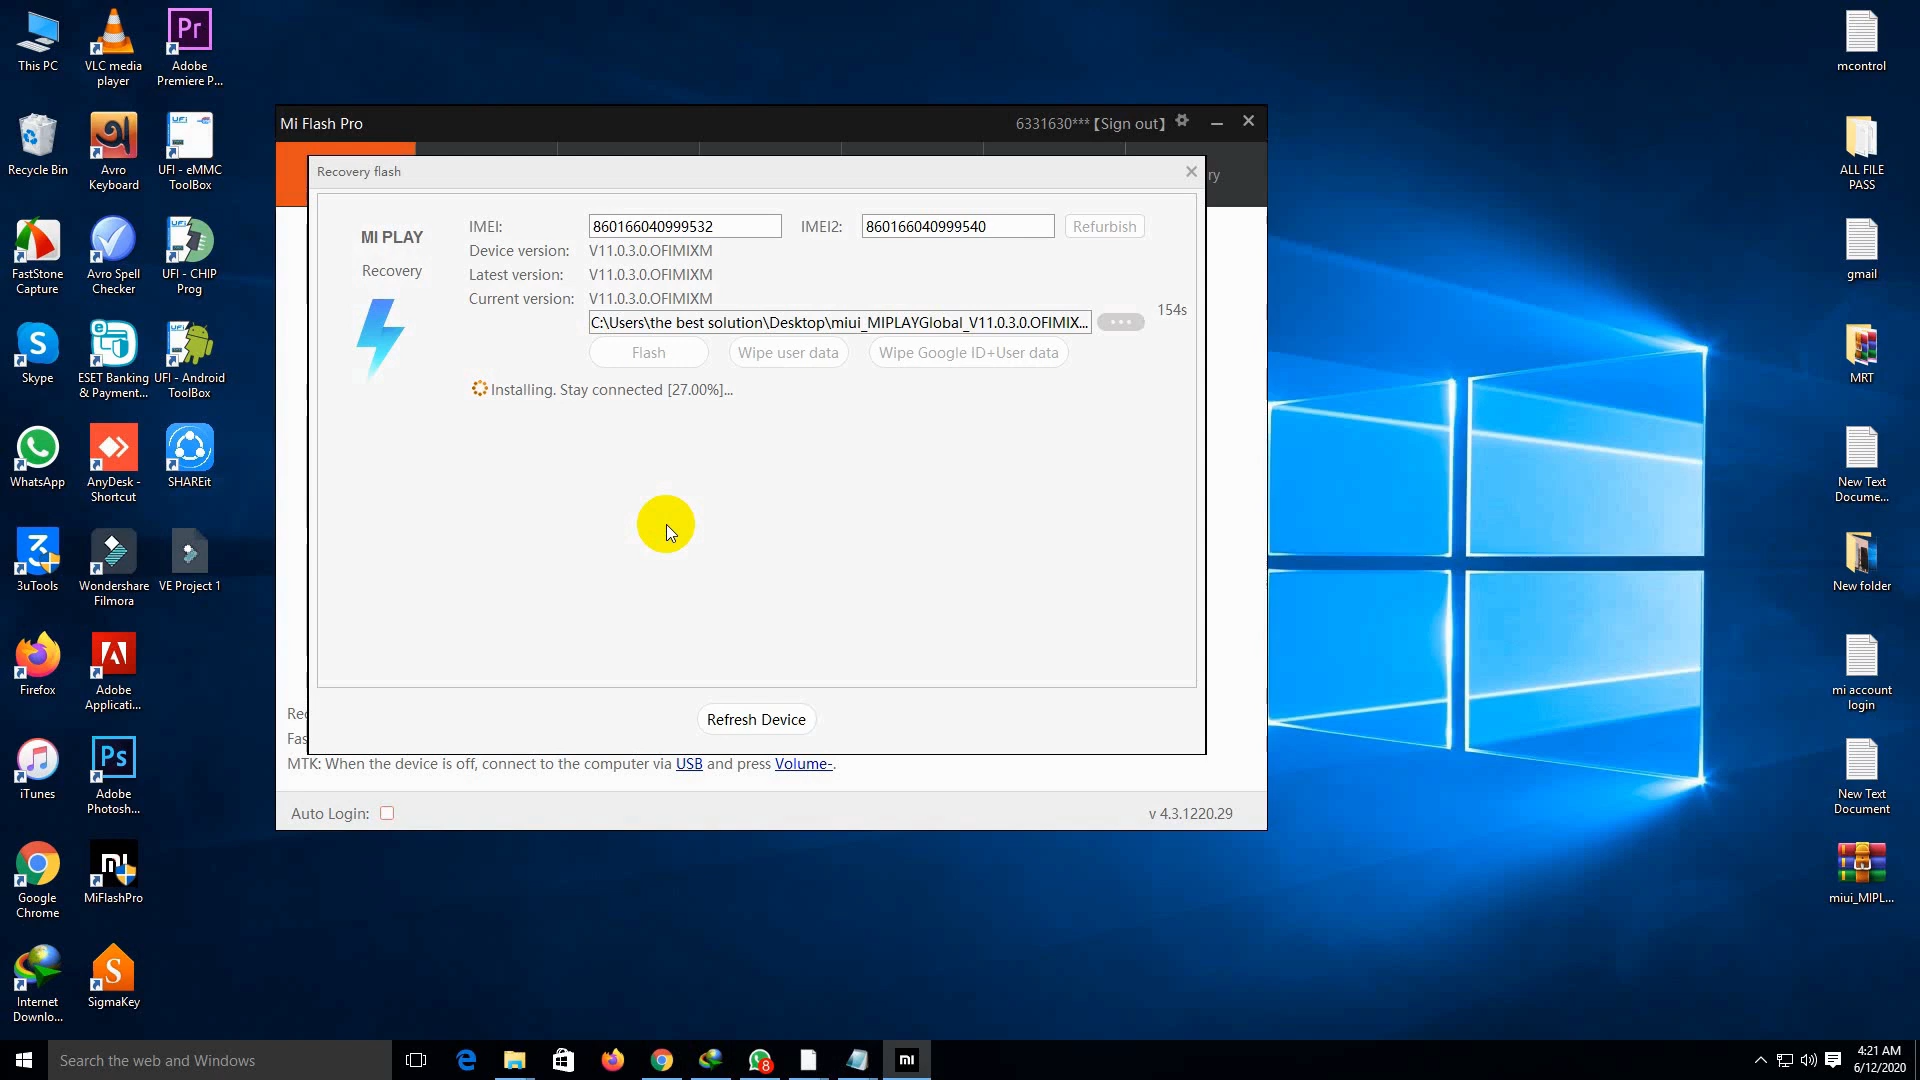 This PC
VLC media
player
Adobe
Premiere P...
Recycle Bin
Avro
Keyboard
UFI - eMMC
ToolBox
FastStone
Capture
Avro Spell
Checker
UFI - CHIP
Prog
Skype
ESET Banking
& Payment...
UFI - Android
ToolBox
WhatsApp
AnyDesk -
Shortcut
SHAREit
3uTools
Wondershare
Filmora
VE Project 1
Firefox
Adobe
Applicati...
iTunes
Adobe
Photosh...
Google
Chrome
MiFlashPro
Internet
Downlo...
SigmaKey
Mi Flash Pro
6331630***【Sign out】
ry
Recovery flash
MI PLAY
Recovery
IMEI: 860166040999532 IMEI2: 860166040999540 Refurbish
Device version: V11.0.3.0.OFIMIXM
Latest version: V11.0.3.0.OFIMIXM
Current version: V11.0.3.0.OFIMIXM
154s
C:\Users\the best solution\Desktop\miui_MIPLAYGlobal_V11.0.3.0.OFIMIX...
Flash Wipe user data Wipe Google ID+User data
Installing. Stay connected [27.00%]...
Refresh Device
Rec
Fas
MTK: When the device is off, connect to the computer via USB and press Volume-.
Auto Login:
v 4.3.1220.29
mcontrol
ALL FILE
PASS
gmail
MRT
New Text
Docume...
New folder
mi account
login
New Text
Document
miui_MIPL...
Search the web and Windows
8
4:21 AM
6/12/2020